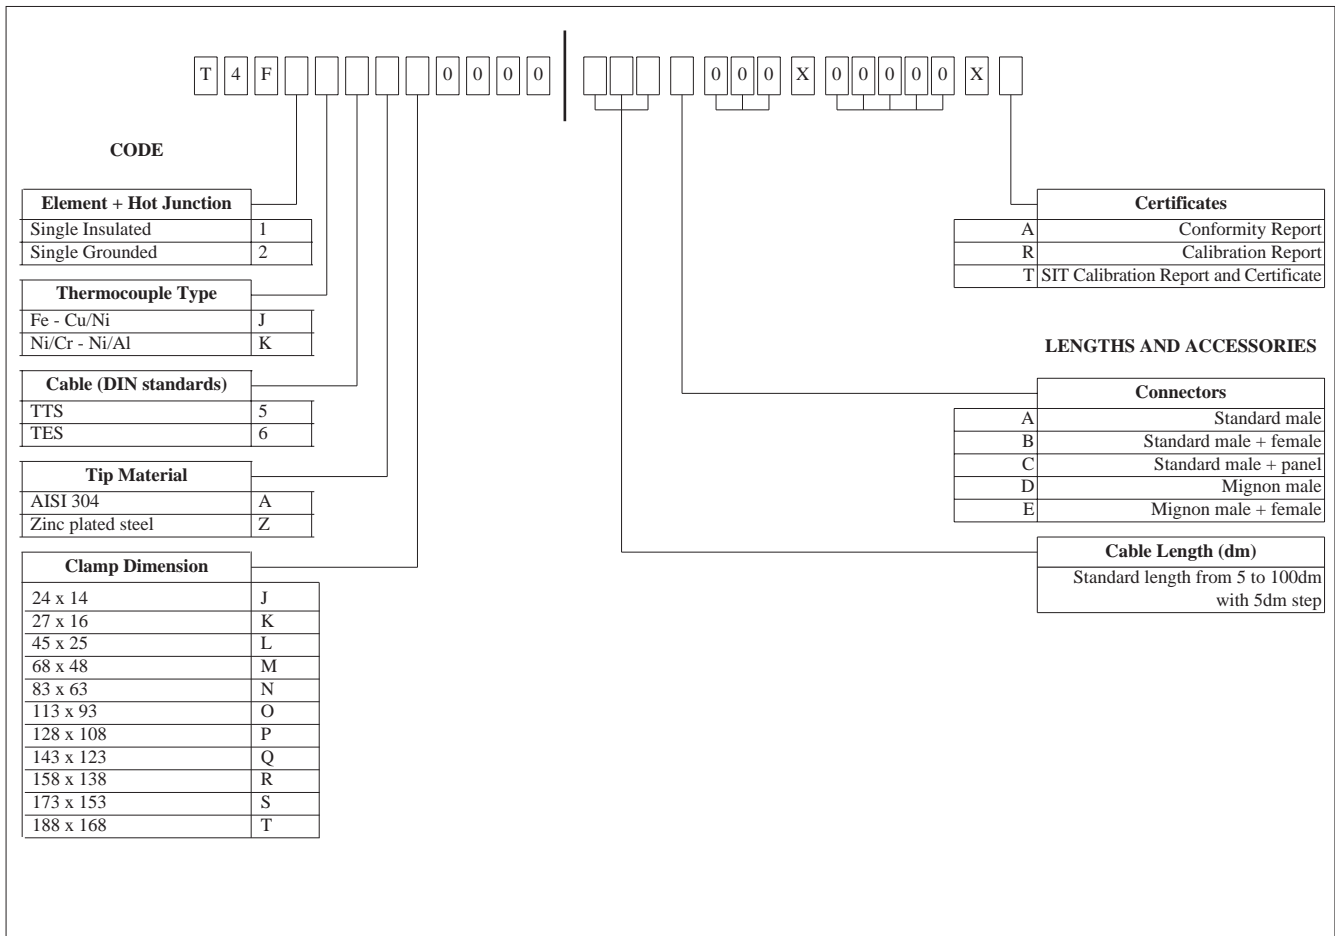 T 4 F 0 0 0 0 0 0 0 X 0 0 0 0 0 X
CODE
Element + Hot Junction
Single Insulated 1
Single Grounded 2
Thermocouple Type
Fe - Cu/Ni J
Ni/Cr - Ni/Al K
Cable (DIN standards)
TTS 5
TES 6
Tip Material
AISI 304 A
Zinc plated steel Z
Clamp Dimension
24 x 14 J
27 x 16 K
45 x 25 L
68 x 48 M
83 x 63 N
113 x 93 O
128 x 108 P
143 x 123 Q
158 x 138 R
173 x 153 S
188 x 168 T
Certificates
A Conformity Report
R Calibration Report
T SIT Calibration Report and Certificate
LENGTHS AND ACCESSORIES
Connectors
A Standard male
B Standard male + female
C Standard male + panel
D Mignon male
E Mignon male + female
Cable Length (dm)
Standard length from 5 to 100dm
with 5dm step